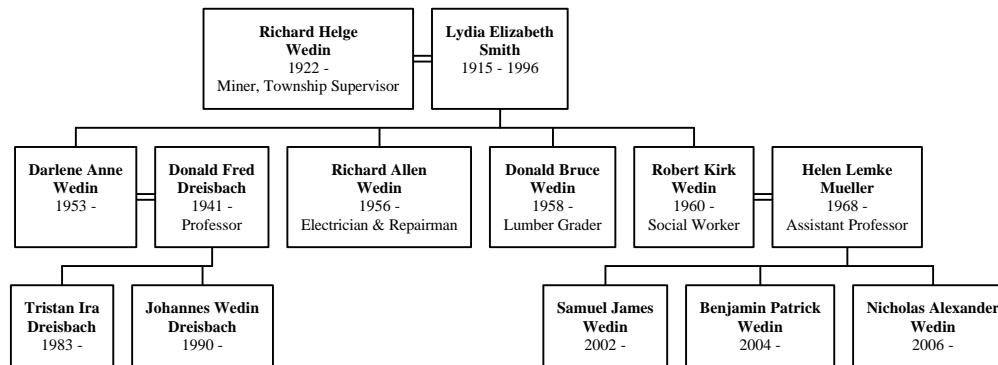 Richard Helge
Wedin
1922 -
Miner, Township Supervisor
Lydia Elizabeth
Smith
1915 - 1996
Darlene Anne
Wedin
1953 -
Donald Fred
Dreisbach
1941 -
Professor
Richard Allen
Wedin
1956 -
Electrician & Repairman
Donald Bruce
Wedin
1958 -
Lumber Grader
Robert Kirk
Wedin
1960 -
Social Worker
Helen Lemke
Mueller
1968 -
Assistant Professor
Tristan Ira
Dreisbach
1983 -
Johannes Wedin
Dreisbach
1990 -
Samuel James
Wedin
2002 -
Benjamin Patrick
Wedin
2004 -
Nicholas Alexander
Wedin
2006 -